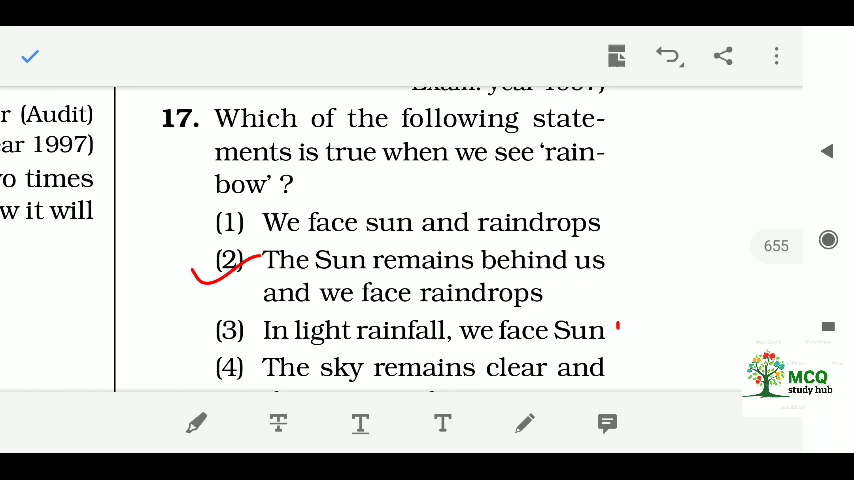 r (Audit)
ar 1997)
o times
w it will
Exam. year 1997)
17. Which of the following state-
ments is true when we see ‘rain-
bow’ ?
(1) We face sun and raindrops
(2) The Sun remains behind us
and we face raindrops
(3) In light rainfall, we face Sun
(4) The sky remains clear and
655
MCQ
study hub